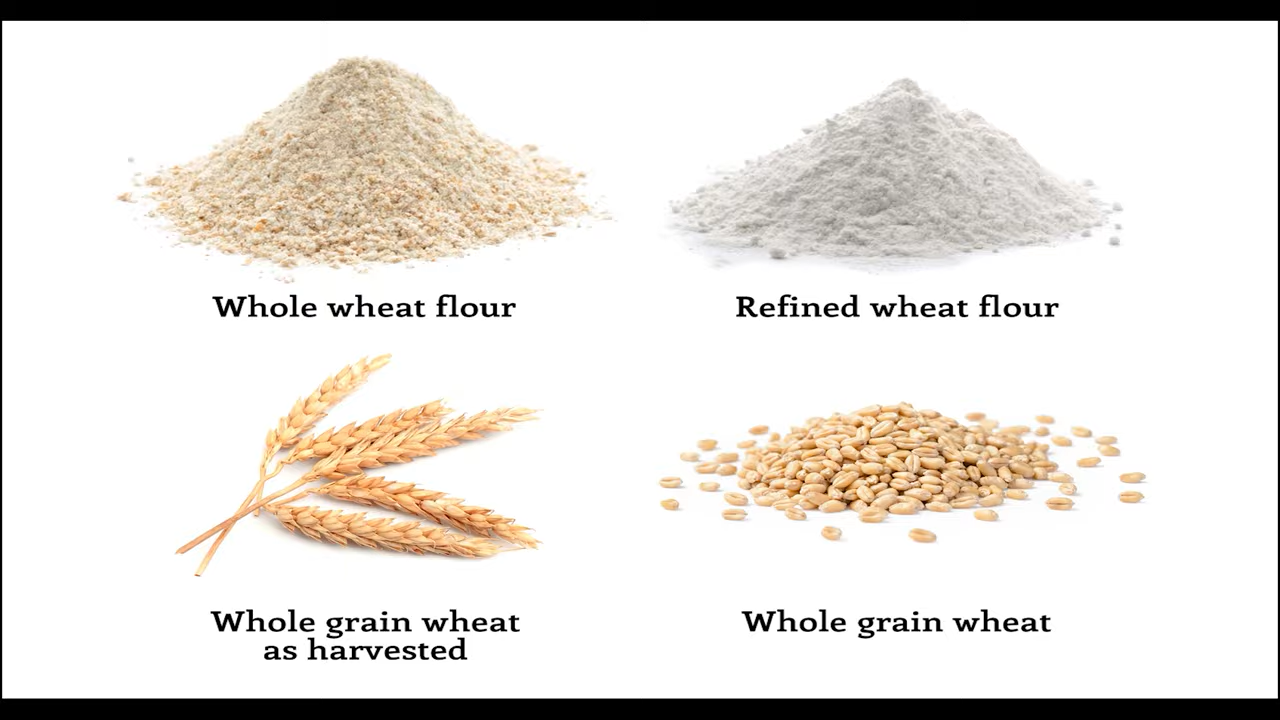 Whole wheat flour
Refined wheat flour
Whole grain wheat
as harvested
Whole grain wheat